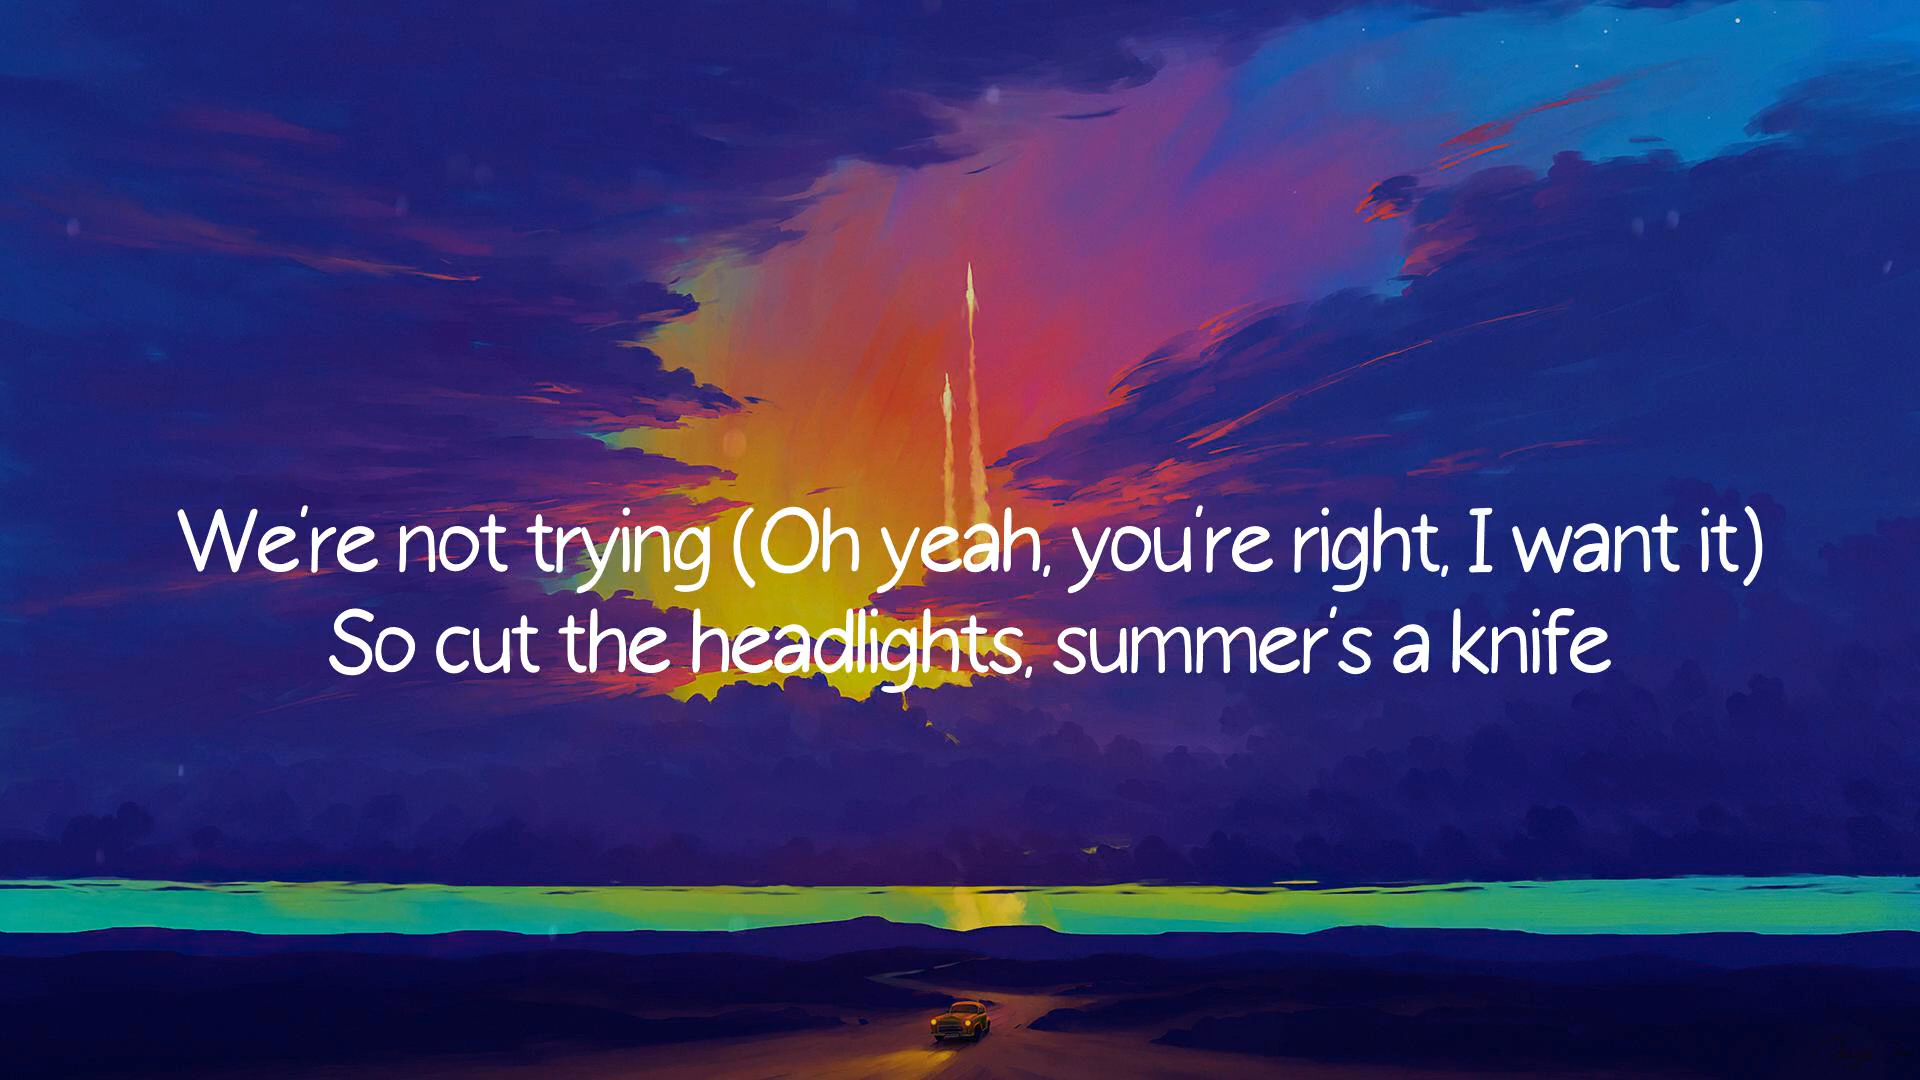 We're not trying (Oh yeah, you're right, I want it)
So cut the headlights, summer's a knife